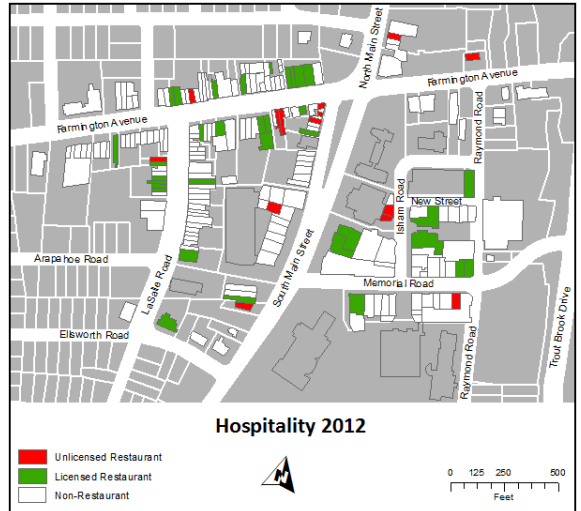 North Main Street
Farmington Avenue
Farmington Avenue
Raymond Road
Isham Road
New Street
South Main Street
Arapahoe Road
LaSalle Road
Memorial Road
Ellsworth Road
Raymond Road
Trout Brook Drive
Hospitality 2012
Unlicensed Restaurant
Licensed Restaurant
Non-Restaurant
N
0 125 250 500
Feet